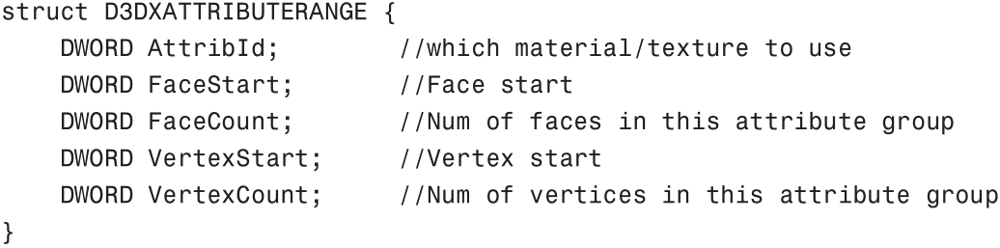 struct D3DXATTRIBUTERANGE {
    DWORD AttribId;        //which material/texture to use
    DWORD FaceStart;       //Face start
    DWORD FaceCount;       //Num of faces in this attribute group
    DWORD VertexStart;     //Vertex start
    DWORD VertexCount;     //Num of vertices in this attribute group
}